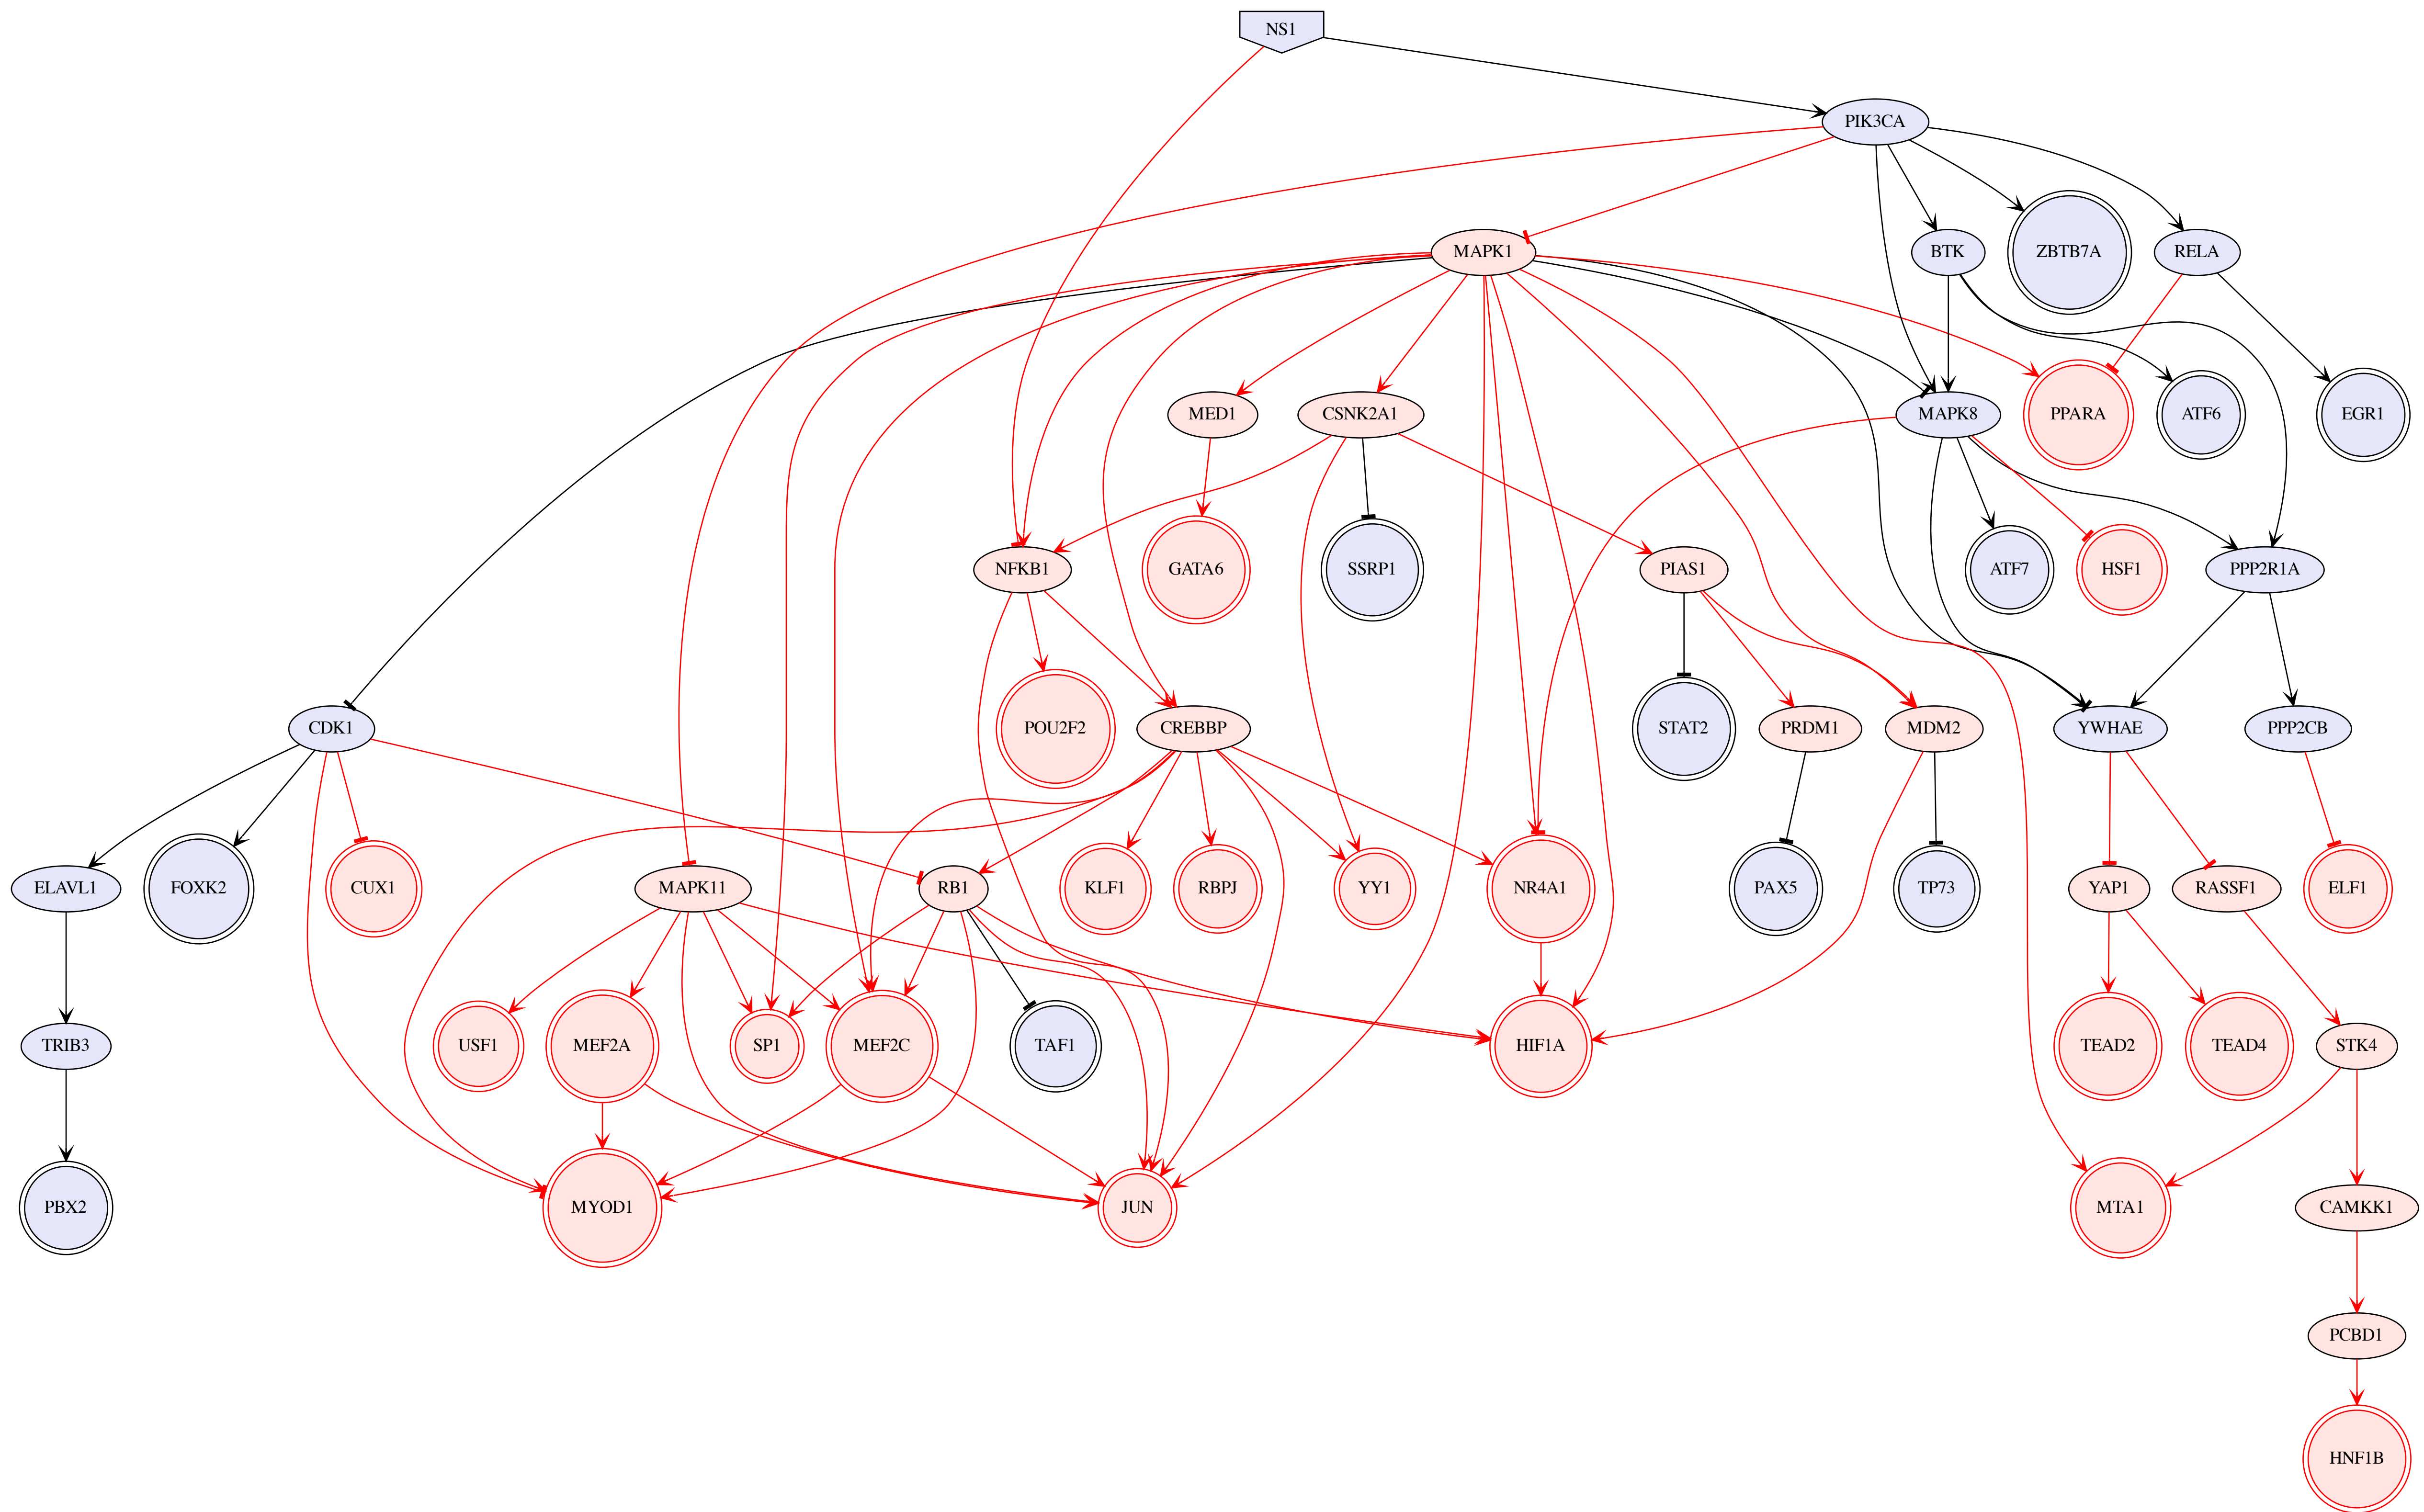 NS1
PIK3CA
MAPK1
BTK
ZBTB7A
RELA
MED1
CSNK2A1
MAPK8
PPARA
ATF6
EGR1
NFKB1
GATA6
SSRP1
PIAS1
ATF7
HSF1
PPP2R1A
CDK1
POU2F2
CREBBP
STAT2
PRDM1
MDM2
YWHAE
PPP2CB
ELAVL1
FOXK2
CUX1
MAPK11
RB1
KLF1
RBPJ
YY1
NR4A1
PAX5
TP73
YAP1
RASSF1
ELF1
TRIB3
USF1
MEF2A
SP1
MEF2C
TAF1
HIF1A
TEAD2
TEAD4
STK4
PBX2
MYOD1
JUN
MTA1
CAMKK1
PCBD1
HNF1B